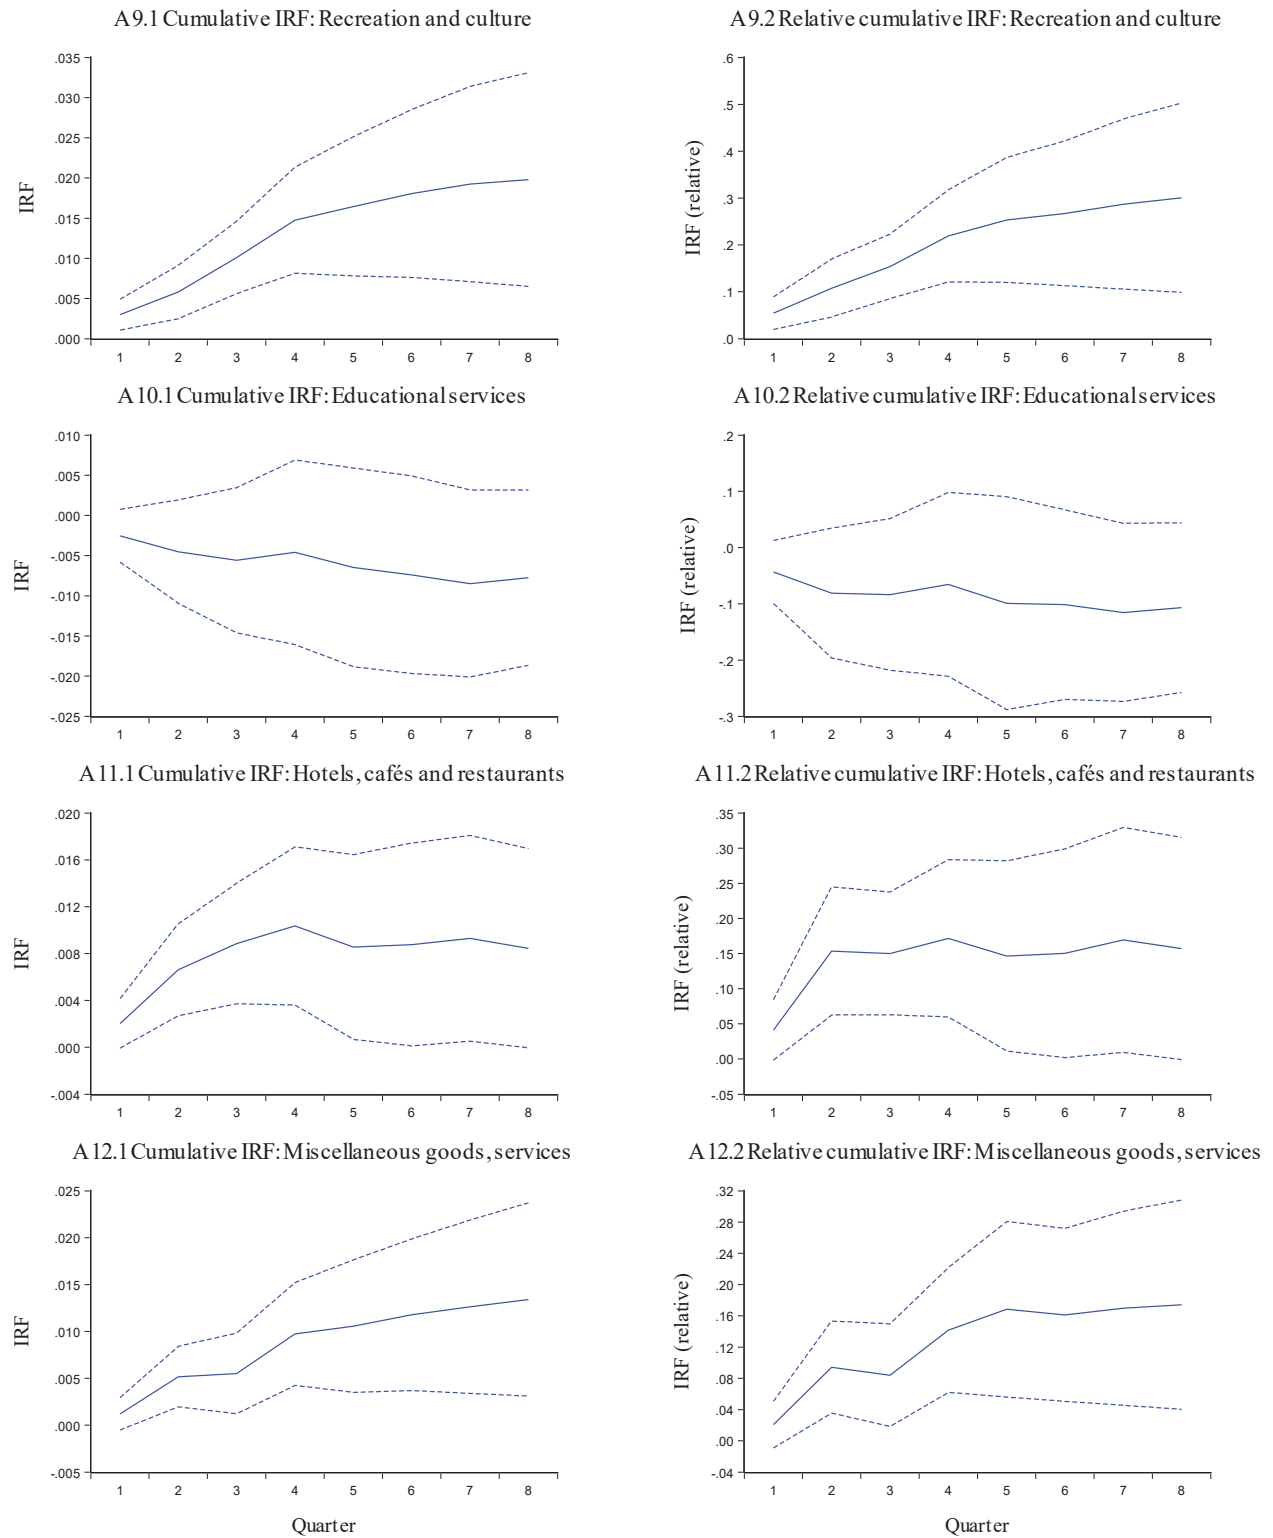 A9.1 Cumulative IRF: Recreation and culture
IRF
.035
.030
.025
.020
.015
.010
.005
.000
1 2 3 4 5 6 7 8
A9.2 Relative cumulative IRF: Recreation and culture
IRF (relative)
.6
.5
.4
.3
.2
.1
.0
1 2 3 4 5 6 7 8
A10.1 Cumulative IRF: Educational services
IRF
.010
.005
.000
-.005
-.010
-.015
-.020
-.025
1 2 3 4 5 6 7 8
A10.2 Relative cumulative IRF: Educational services
IRF (relative)
.2
.1
.0
-.1
-.2
-.3
1 2 3 4 5 6 7 8
A11.1 Cumulative IRF: Hotels, cafés and restaurants
IRF
.020
.016
.012
.008
.004
.000
-.004
1 2 3 4 5 6 7 8
A11.2 Relative cumulative IRF: Hotels, cafés and restaurants
IRF (relative)
.35
.30
.25
.20
.15
.10
.05
.00
-.05
1 2 3 4 5 6 7 8
A12.1 Cumulative IRF: Miscellaneous goods, services
IRF
.025
.020
.015
.010
.005
.000
-.005
1 2 3 4 5 6 7 8
Quarter
A12.2 Relative cumulative IRF: Miscellaneous goods, services
IRF (relative)
.32
.28
.24
.20
.16
.12
.08
.04
.00
-.04
1 2 3 4 5 6 7 8
Quarter